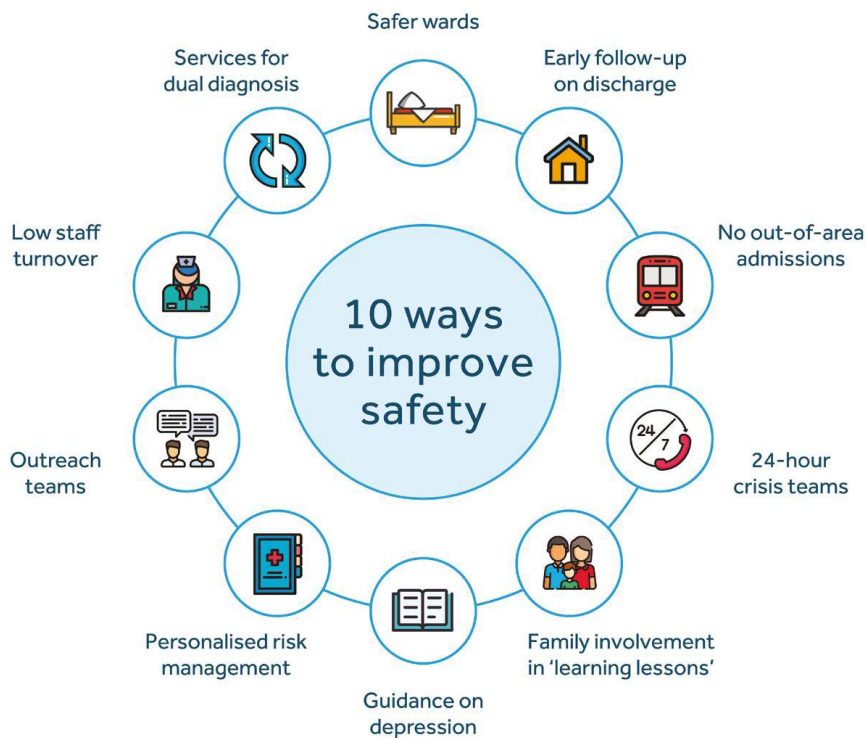 Safer wards
Early follow-up
on discharge
No out-of-area
admissions
24-hour
crisis teams
Family involvement
in ‘learning lessons’
Guidance on
depression
Personalised risk
management
Outreach
teams
Low staff
turnover
Services for
dual diagnosis
10 ways
to improve
safety
24/7